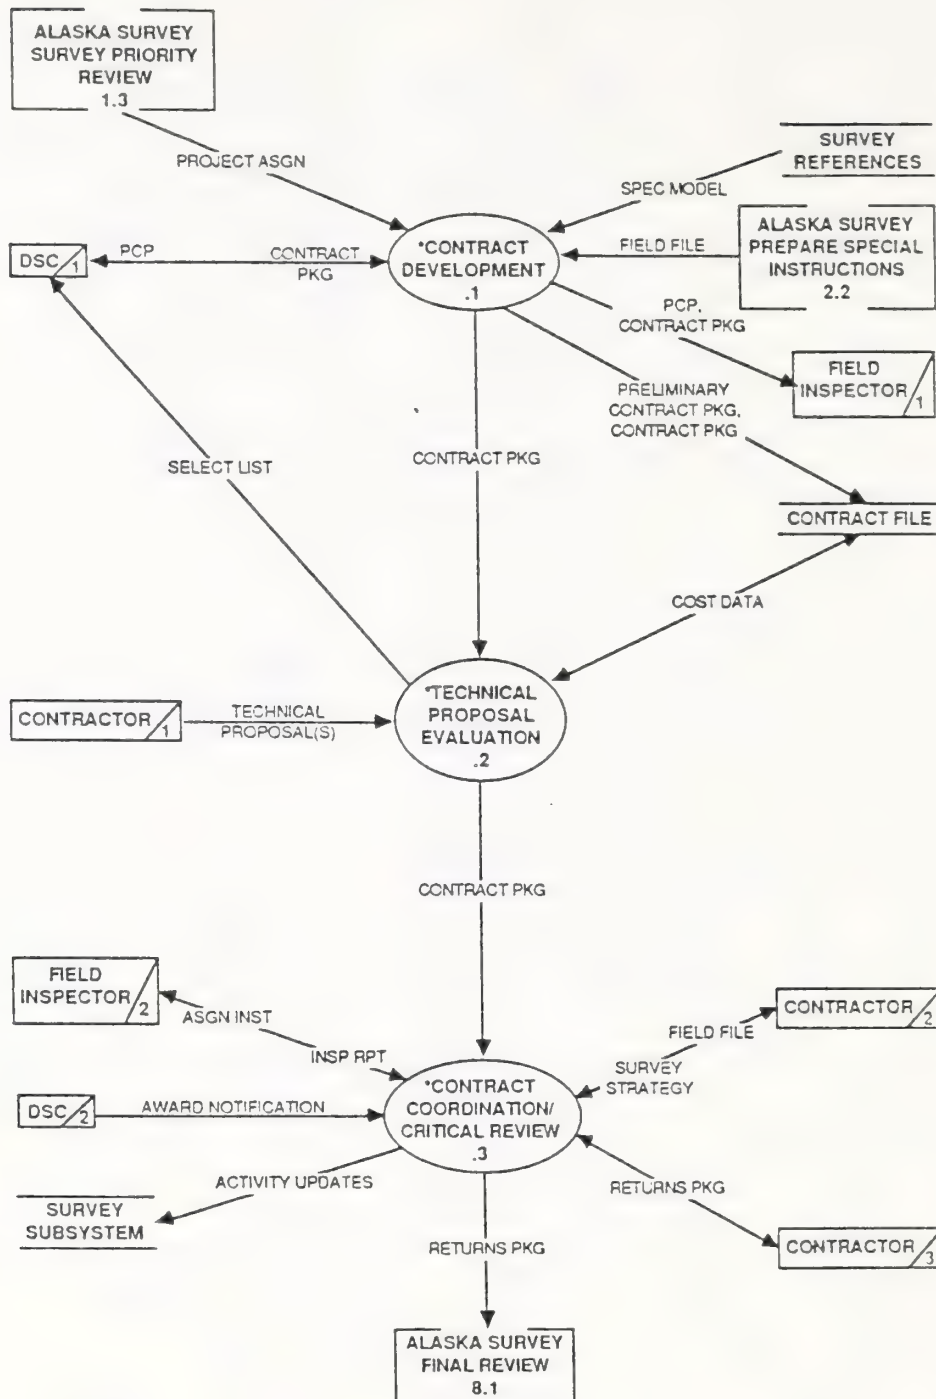 ALASKA SURVEY
SURVEY PRIORITY
REVIEW
1.3
PROJECT ASGN
SURVEY
REFERENCES
SPEC MODEL
DSC 1
PCP
CONTRACT
PKG
*CONTRACT
DEVELOPMENT
.1
FIELD FILE
ALASKA SURVEY
PREPARE SPECIAL
INSTRUCTIONS
2.2
PCP,
CONTRACT PKG
FIELD
INSPECTOR 1
PRELIMINARY
CONTRACT PKG,
CONTRACT PKG
SELECT LIST
CONTRACT PKG
CONTRACT FILE
COST DATA
CONTRACTOR 1
TECHNICAL
PROPOSAL(S)
*TECHNICAL
PROPOSAL
EVALUATION
.2
CONTRACT PKG
FIELD
INSPECTOR 2
ASGN INST
INSP RPT
CONTRACTOR 2
FIELD FILE
SURVEY
STRATEGY
DSC 2
AWARD NOTIFICATION
*CONTRACT
COORDINATION/
CRITICAL REVIEW
.3
ACTIVITY UPDATES
SURVEY
SUBSYSTEM
RETURNS PKG
RETURNS PKG
CONTRACTOR 3
ALASKA SURVEY
FINAL REVIEW
8.1